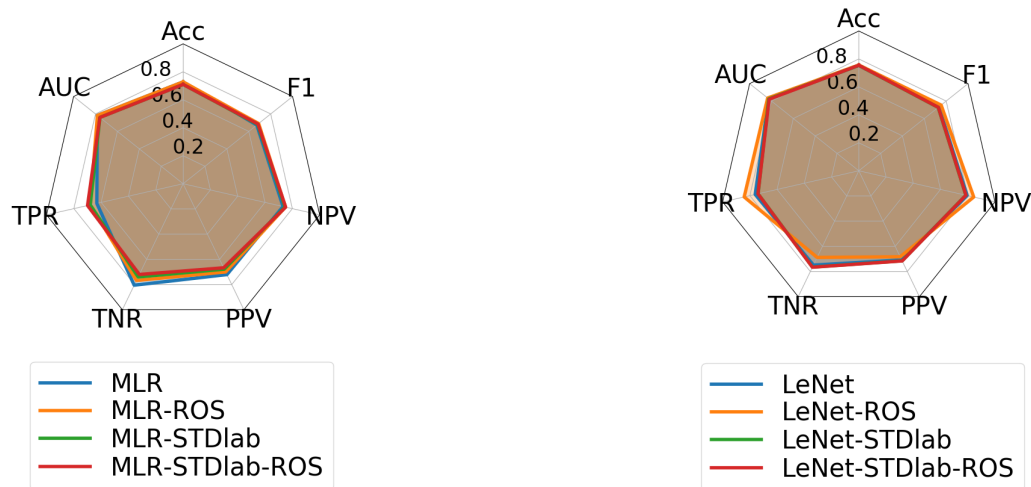 Acc
F1
NPV
PPV
TNR
TPR
AUC
0.8
0.6
0.4
0.2
MLR
MLR-ROS
MLR-STDlab
MLR-STDlab-ROS
Acc
F1
NPV
PPV
TNR
TPR
AUC
0.8
0.6
0.4
0.2
LeNet
LeNet-ROS
LeNet-STDlab
LeNet-STDlab-ROS